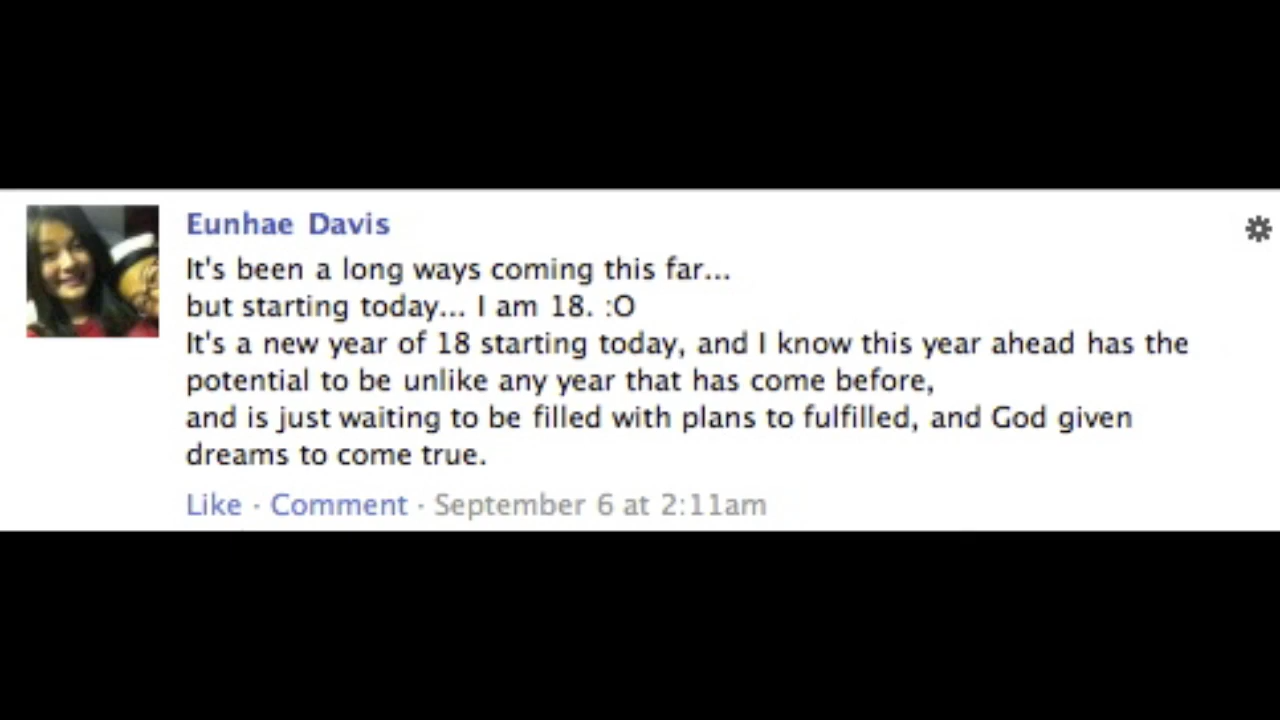 Eunhae Davis
It's been a long ways coming this far...
but starting today... I am 18. :O
It's a new year of 18 starting today, and I know this year ahead has the
potential to be unlike any year that has come before,
and is just waiting to be filled with plans to fulfilled, and God given
dreams to come true.
Like · Comment · September 6 at 2:11am